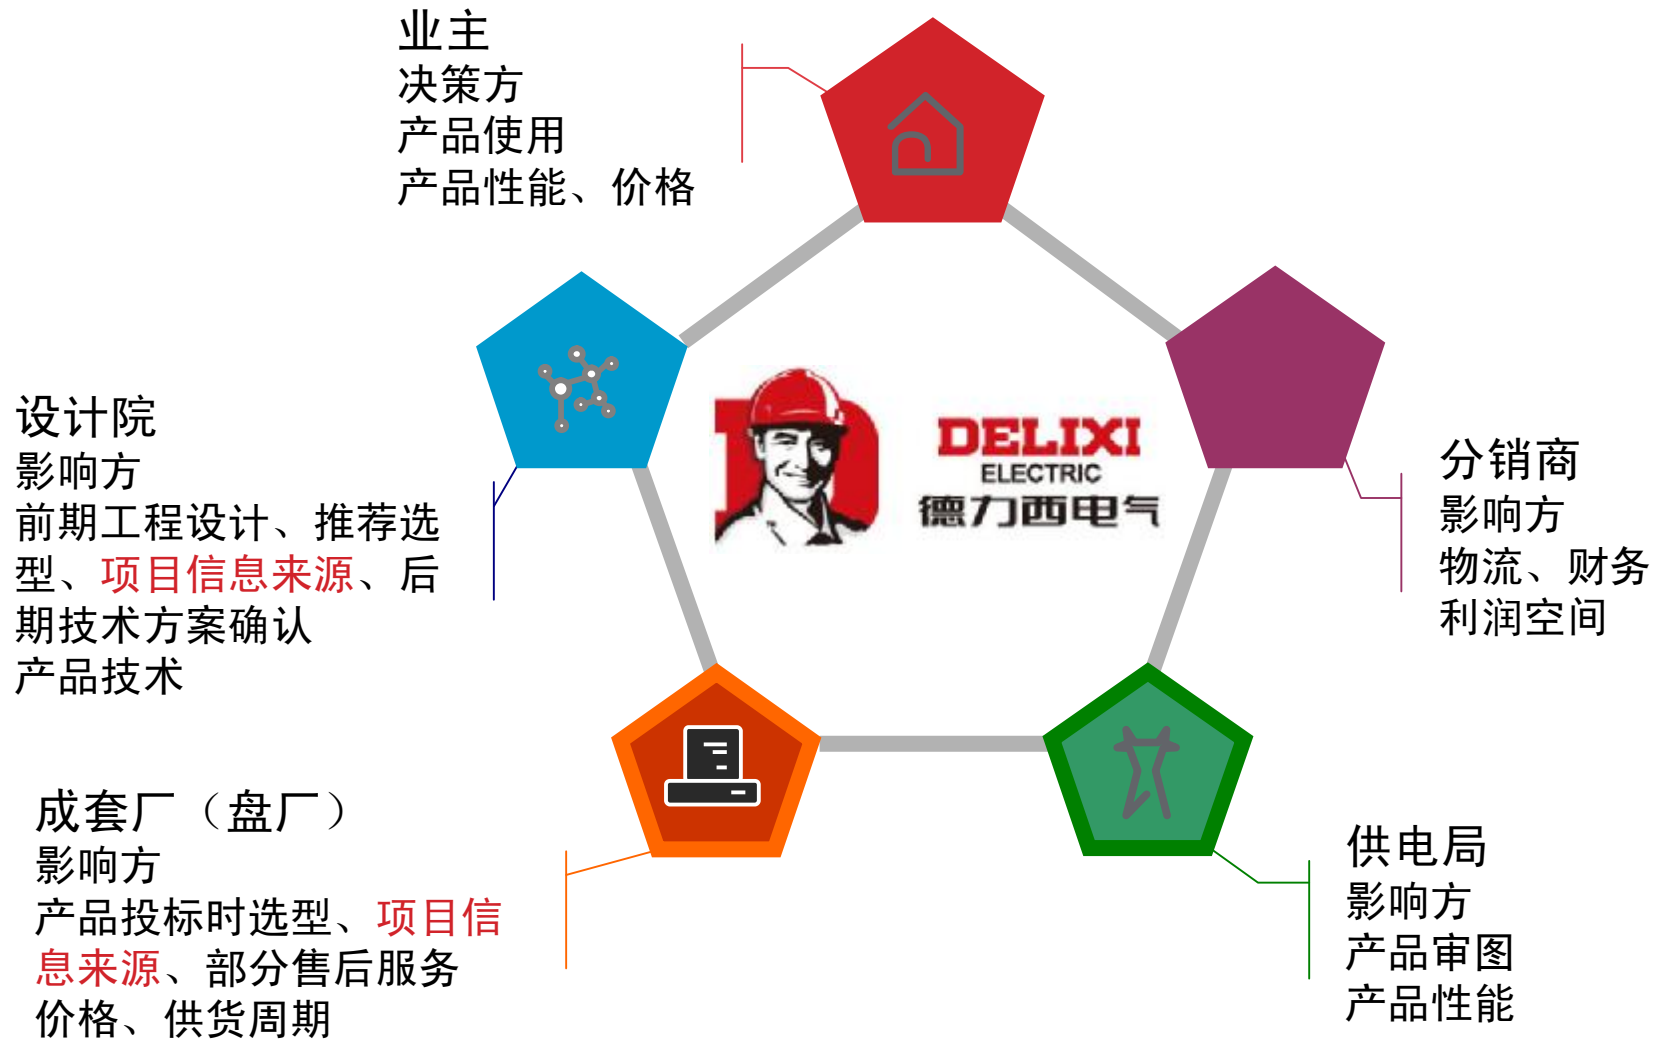 业主
决策方
产品使用
产品性能、价格
DELIXI
ELECTRIC
德力西电气
设计院
影响方
前期工程设计、推荐选
型、项目信息来源、后
期技术方案确认
产品技术
分销商
影响方
物流、财务
利润空间
成套厂（盘厂）
影响方
产品投标时选型、项目信
息来源、部分售后服务
价格、供货周期
供电局
影响方
产品审图
产品性能